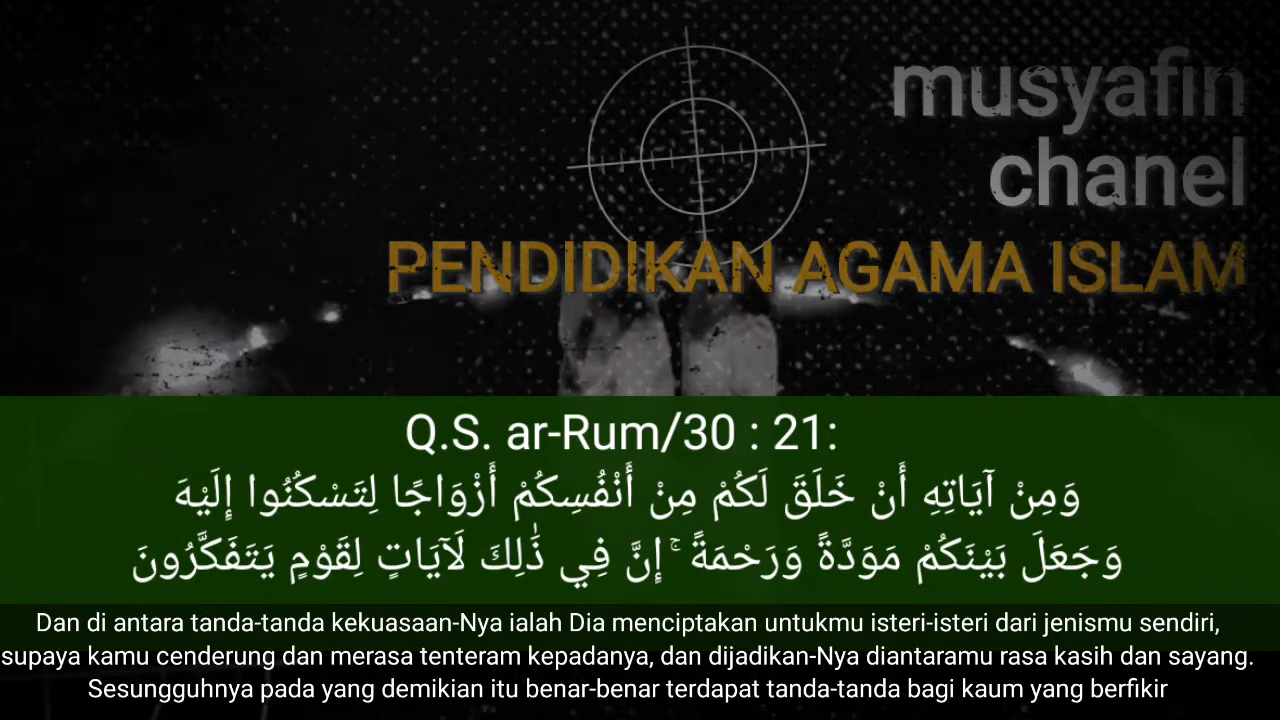 musyafin
chanel
PENDIDIKAN AGAMA ISLAM
Q.S. ar-Rum/30 : 21:
وَمِنْ آيَاتِهِ أَنْ خَلَقَ لَكُمْ مِنْ أَنْفُسِكُمْ أَزْوَاجًا لِتَسْكُنُوا إِلَيْهَ
وَجَعَلَ بَيْنَكُمْ مَوَدَّةً وَرَحْمَةً ۚ إِنَّ فِي ذَٰلِكَ لَآيَاتٍ لِقَوْمٍ يَتَفَكَّرُونَ
Dan di antara tanda-tanda kekuasaan-Nya ialah Dia menciptakan untukmu isteri-isteri dari jenismu sendiri,
supaya kamu cenderung dan merasa tenteram kepadanya, dan dijadikan-Nya diantaramu rasa kasih dan sayang.
Sesungguhnya pada yang demikian itu benar-benar terdapat tanda-tanda bagi kaum yang berfikir